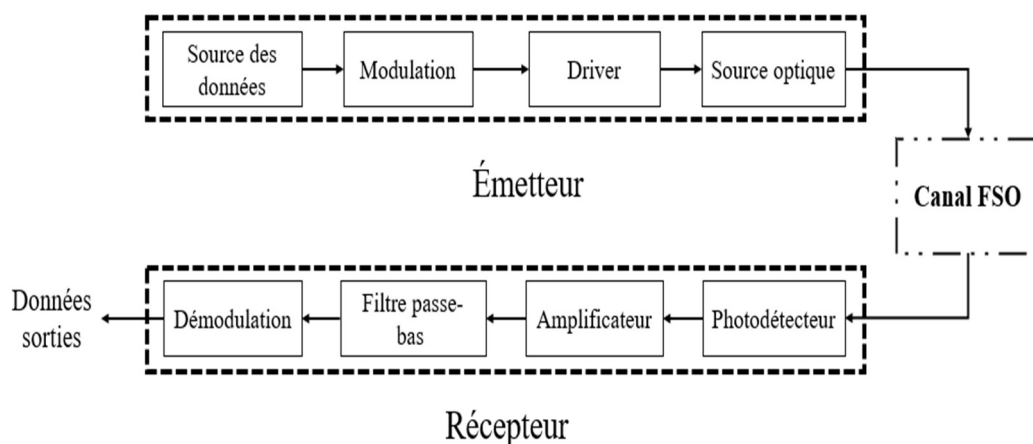 Source des
données
Modulation
Driver
Source optique
Émetteur
Canal FSO
Données
sorties
Démodulation
Filtre passe-
bas
Amplificateur
Photodétecteur
Récepteur